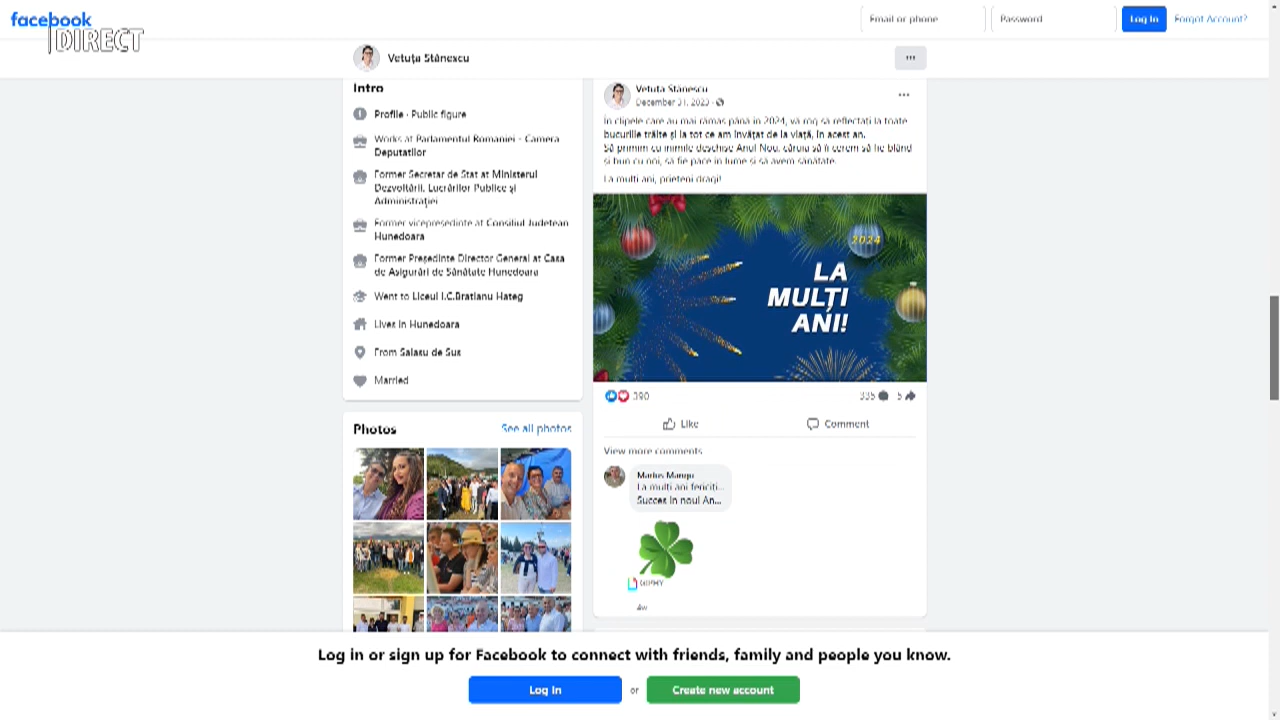 facebook
DIRECT
Email or phone
Password
Log In
Forgot Account?
Vetuța Stănescu
Intro
Profile · Public figure
Works at Parlamentul Romaniei - Camera
Deputatilor
Former Secretar de Stat at Ministerul
Dezvoltării, Lucrărilor Publice și
Administrației
Former vicepresedinte at Consiliul Judetean
Hunedoara
Former Președinte Director General at Casa
de Asigurări de Sănătate Hunedoara
Went to Liceul I.C.Bratianu Hateg
Lives in Hunedoara
From Salasu de Sus
Married
Photos
See all photos
Vetuța Stănescu
December 31, 2023 ·
În clipele care au mai rămas până în 2024, vă rog să reflectați la toate
bucuriile trăite și la tot ce am învățat de la viață, în acest an.
Să primim cu inimile deschise Anul Nou, căruia să îi cerem să fie blând
și bun cu noi, să fie pace în lume și să avem sănătate.
La mulți ani, prieteni dragi!
2024
LA
MULȚI
ANI!
390
335
5
Like
Comment
View more comments
Marius
La multi ani fericiți...
Succes în noul An...
GIPHY
4w
Log in or sign up for Facebook to connect with friends, family and people you know.
Log In
or
Create new account